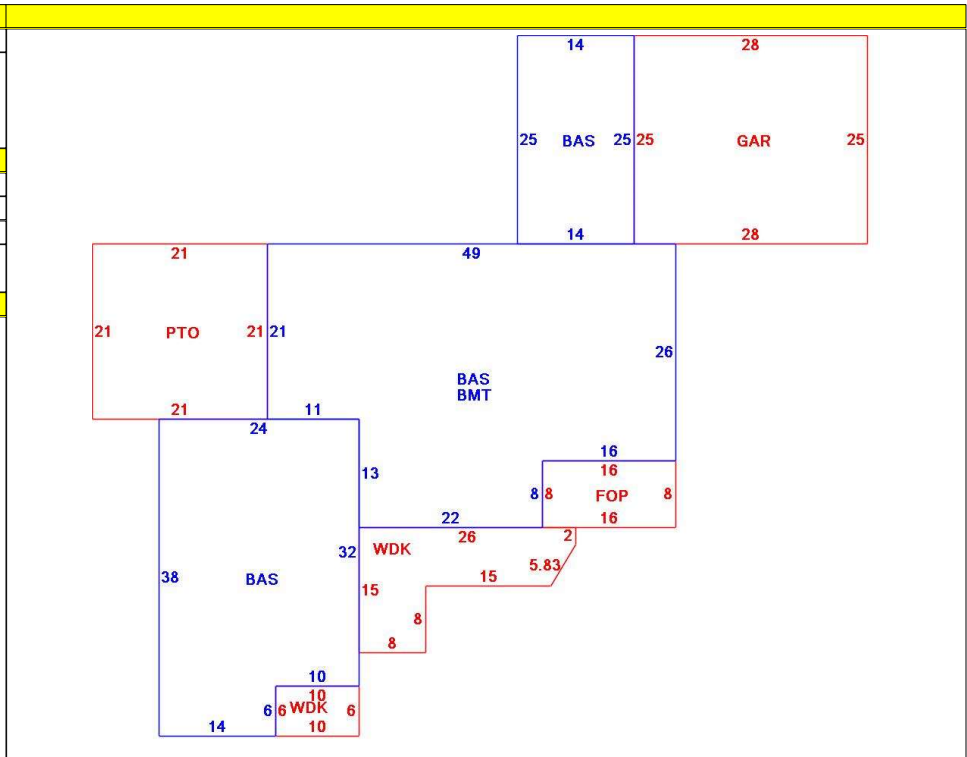 14 28
25 BAS 25 25 GAR 25
14 28
21 49
21 PTO 21 21
26
BAS
BMT
21 11
24
16
16
13
8 8 FOP 8
22 16
26 2
32 WDK
5.83
38 BAS 15 15
8
8
10
10
6 6 WDK 6
14 10